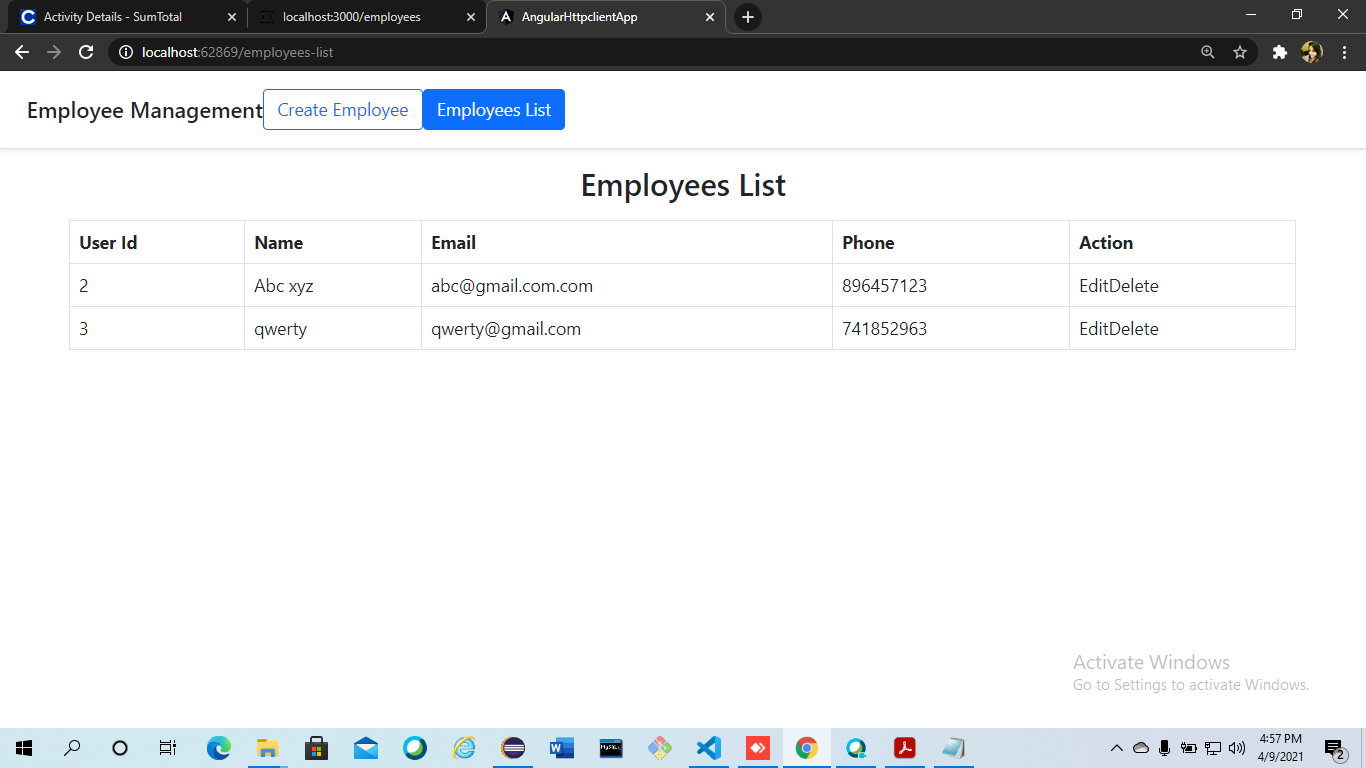 Activity Details - SumTotal
localhost:3000/employees
AngularHttpclientApp
localhost:62869/employees-list
Employee Management Create Employee Employees List
Employees List
User Id Name Email Phone Action
2 Abc xyz abc@gmail.com.com 896457123 EditDelete
3 qwerty qwerty@gmail.com 741852963 EditDelete
Activate Windows
Go to Settings to activate Windows.
4:57 PM
4/9/2021
2